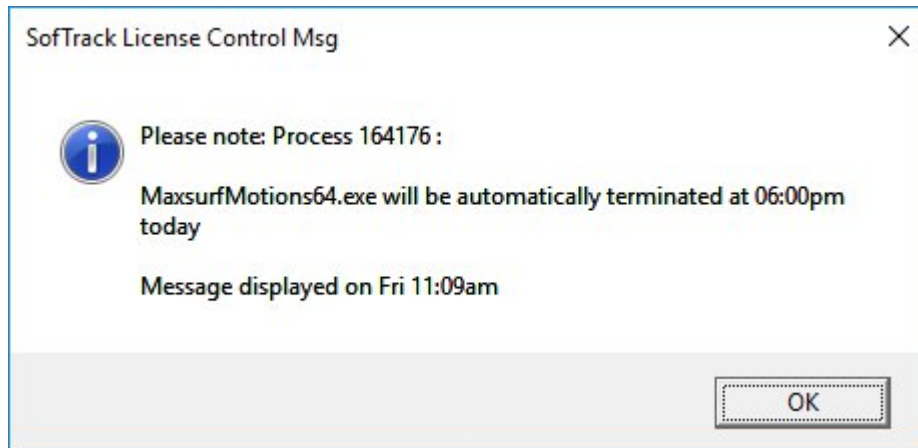 SofTrack License Control Msg
Please note: Process 164176 :
MaxsurfMotions64.exe will be automatically terminated at 06:00pm
today
Message displayed on Fri 11:09am
OK